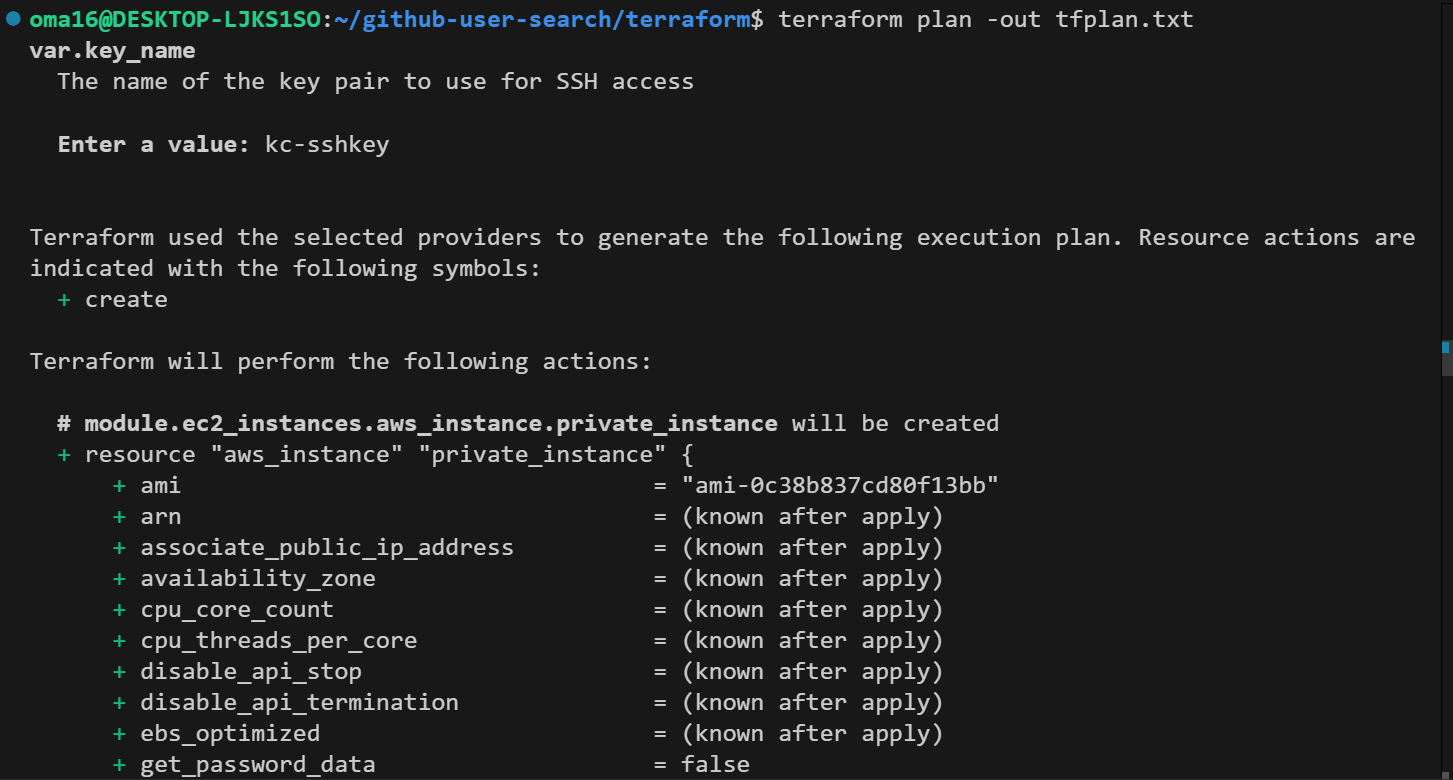 oma16@DESKTOP-LJKS1SO:~/github-user-search/terraform$ terraform plan -out tfplan.txt
var.key_name
  The name of the key pair to use for SSH access

  Enter a value: kc-sshkey


Terraform used the selected providers to generate the following execution plan. Resource actions are
indicated with the following symbols:
  + create

Terraform will perform the following actions:

  # module.ec2_instances.aws_instance.private_instance will be created
  + resource "aws_instance" "private_instance" {
      + ami                                  = "ami-0c38b837cd80f13bb"
      + arn                                  = (known after apply)
      + associate_public_ip_address          = (known after apply)
      + availability_zone                    = (known after apply)
      + cpu_core_count                       = (known after apply)
      + cpu_threads_per_core                 = (known after apply)
      + disable_api_stop                     = (known after apply)
      + disable_api_termination              = (known after apply)
      + ebs_optimized                        = (known after apply)
      + get_password_data                    = false